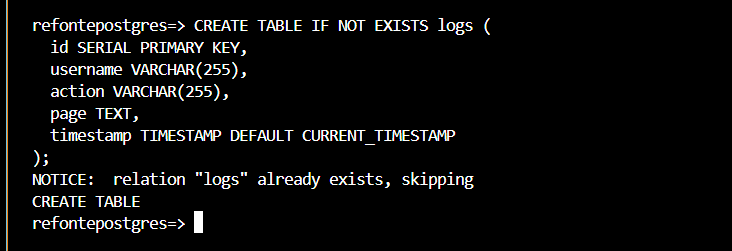 refontepostgres=> CREATE TABLE IF NOT EXISTS logs (
  id SERIAL PRIMARY KEY,
  username VARCHAR(255),
  action VARCHAR(255),
  page TEXT,
  timestamp TIMESTAMP DEFAULT CURRENT_TIMESTAMP
);
NOTICE:  relation "logs" already exists, skipping
CREATE TABLE
refontepostgres=>